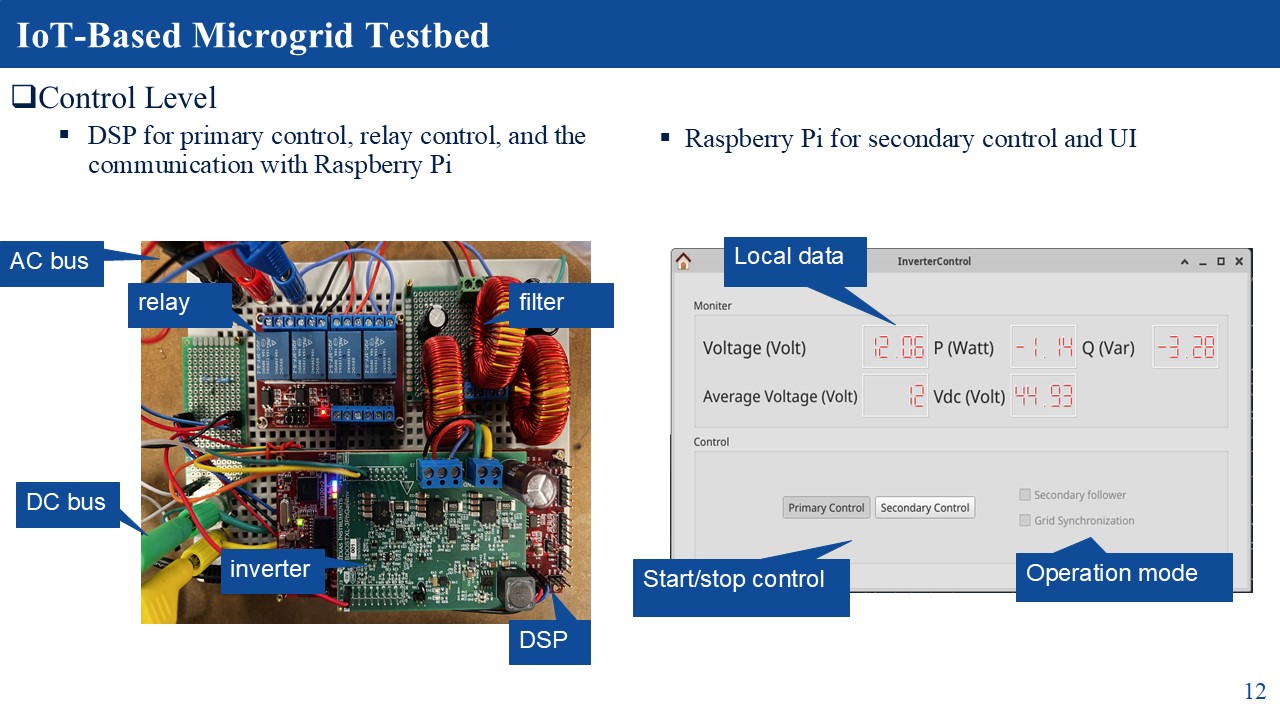 IoT-Based Microgrid Testbed
❑Control Level
▪ DSP for primary control, relay control, and the
communication with Raspberry Pi
▪ Raspberry Pi for secondary control and UI
AC bus
relay
filter
DC bus
inverter
DSP
Local data
InverterControl
Moniter
Voltage (Volt) 12.06 P (Watt) -1.14 Q (Var) -3.28
Average Voltage (Volt) 12 Vdc (Volt) 44.93
Control
Primary Control Secondary Control
Secondary follower
Grid Synchronization
Start/stop control
Operation mode
12